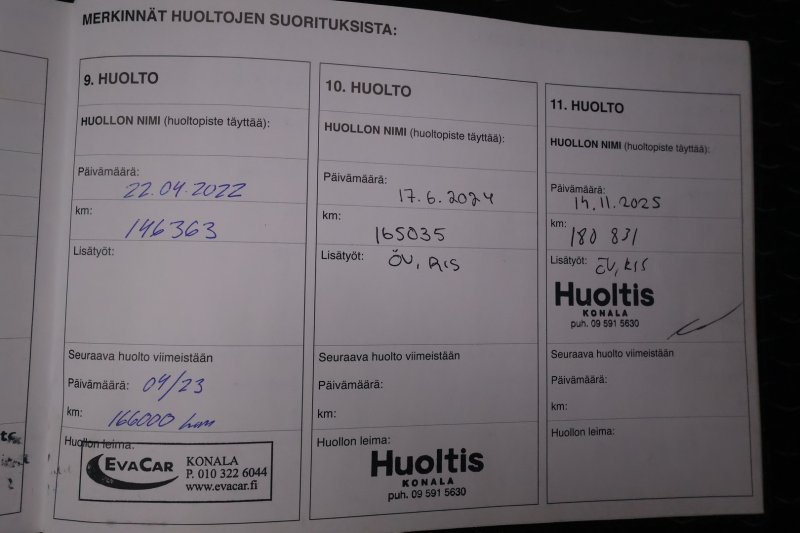 MERKINNÄT HUOLTOJEN SUORITUKSISTA:
9. HUOLTO
HUOLLON NIMI (huoltopiste täyttää):
Päivämäärä:
22.04.2022
km:
146363
Lisätyöt:
Seuraava huolto viimeistään
Päivämäärä: 04/23
km: 166000 km
Huollon leima:
EVACAR
KONALA
P. 010 322 6044
www.evacar.fi
10. HUOLTO
HUOLLON NIMI (huoltopiste täyttää):
Päivämäärä:
17.6.2024
km:
165035
Lisätyöt: ÖV, RIS
Seuraava huolto viimeistään
Päivämäärä:
km:
Huollon leima:
Huoltis
KONALA
puh. 09 591 5630
11. HUOLTO
HUOLLON NIMI (huoltopiste täyttää):
Päivämäärä:
14.11.2025
km: 180 831
Lisätyöt: ÖV, RIS
Huoltis
KONALA
puh. 09 591 5630
Seuraava huolto viimeistään
Päivämäärä:
km:
Huollon leima: